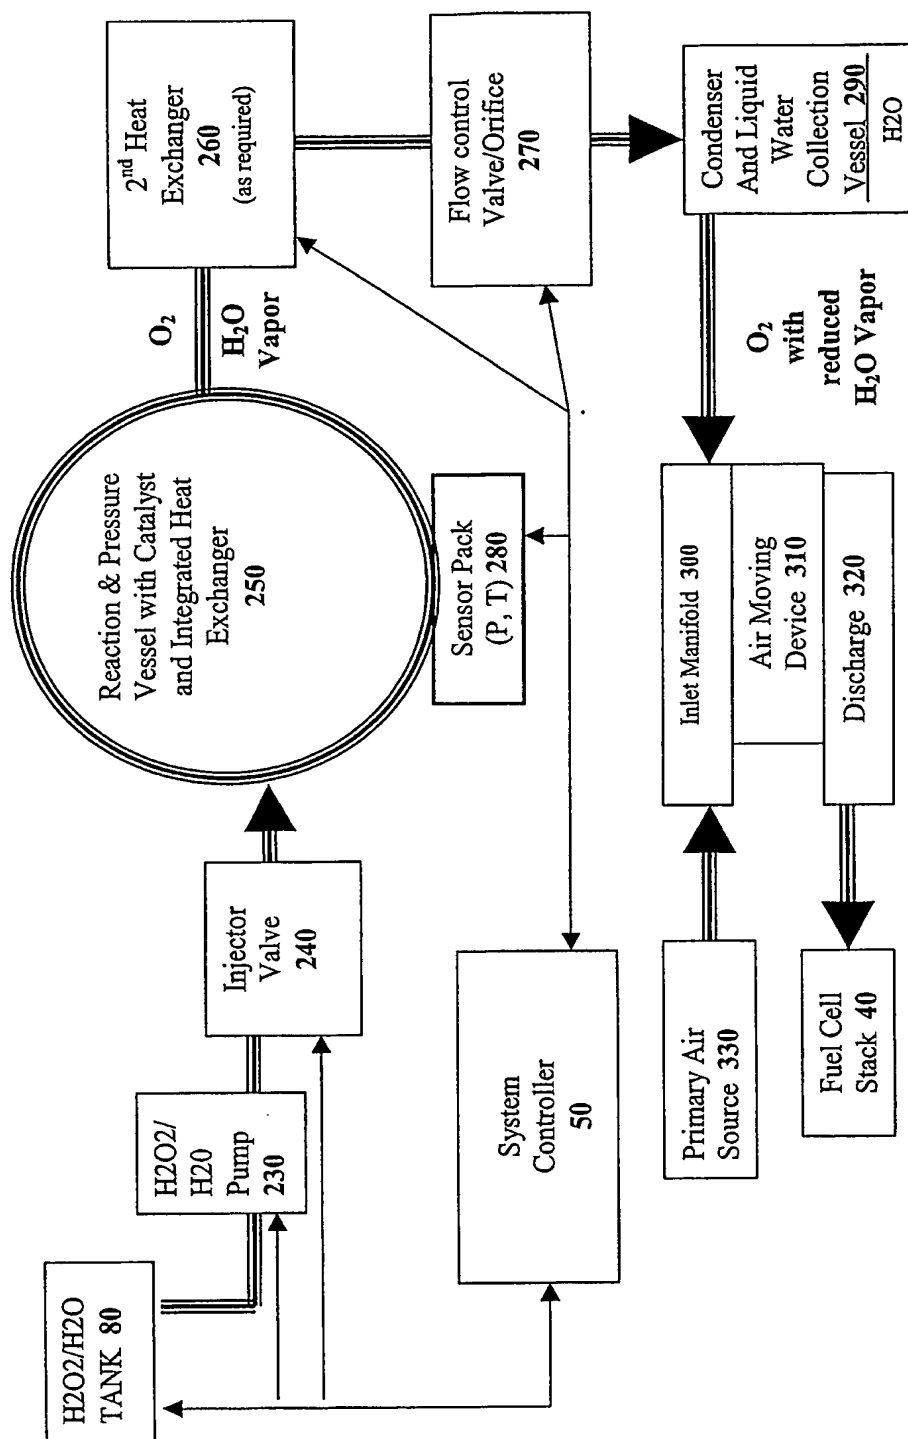 H2O2/H2O
TANK 80
H2O2/
H20
Pump
230
Injector
Valve
240
Reaction & Pressure
Vessel with Catalyst
and Integrated Heat
Exchanger
250
O2
H2O
Vapor
2nd Heat
Exchanger
260
(as required)
Sensor Pack
(P, T) 280
Flow control
Valve/Orifice
270
System
Controller
50
Primary Air
Source 330
Inlet Manifold 300
Air Moving
Device 310
Discharge 320
Fuel Cell
Stack 40
O2
with
reduced
H2O Vapor
Condenser
And Liquid
Water
Collection
Vessel 290
H2O